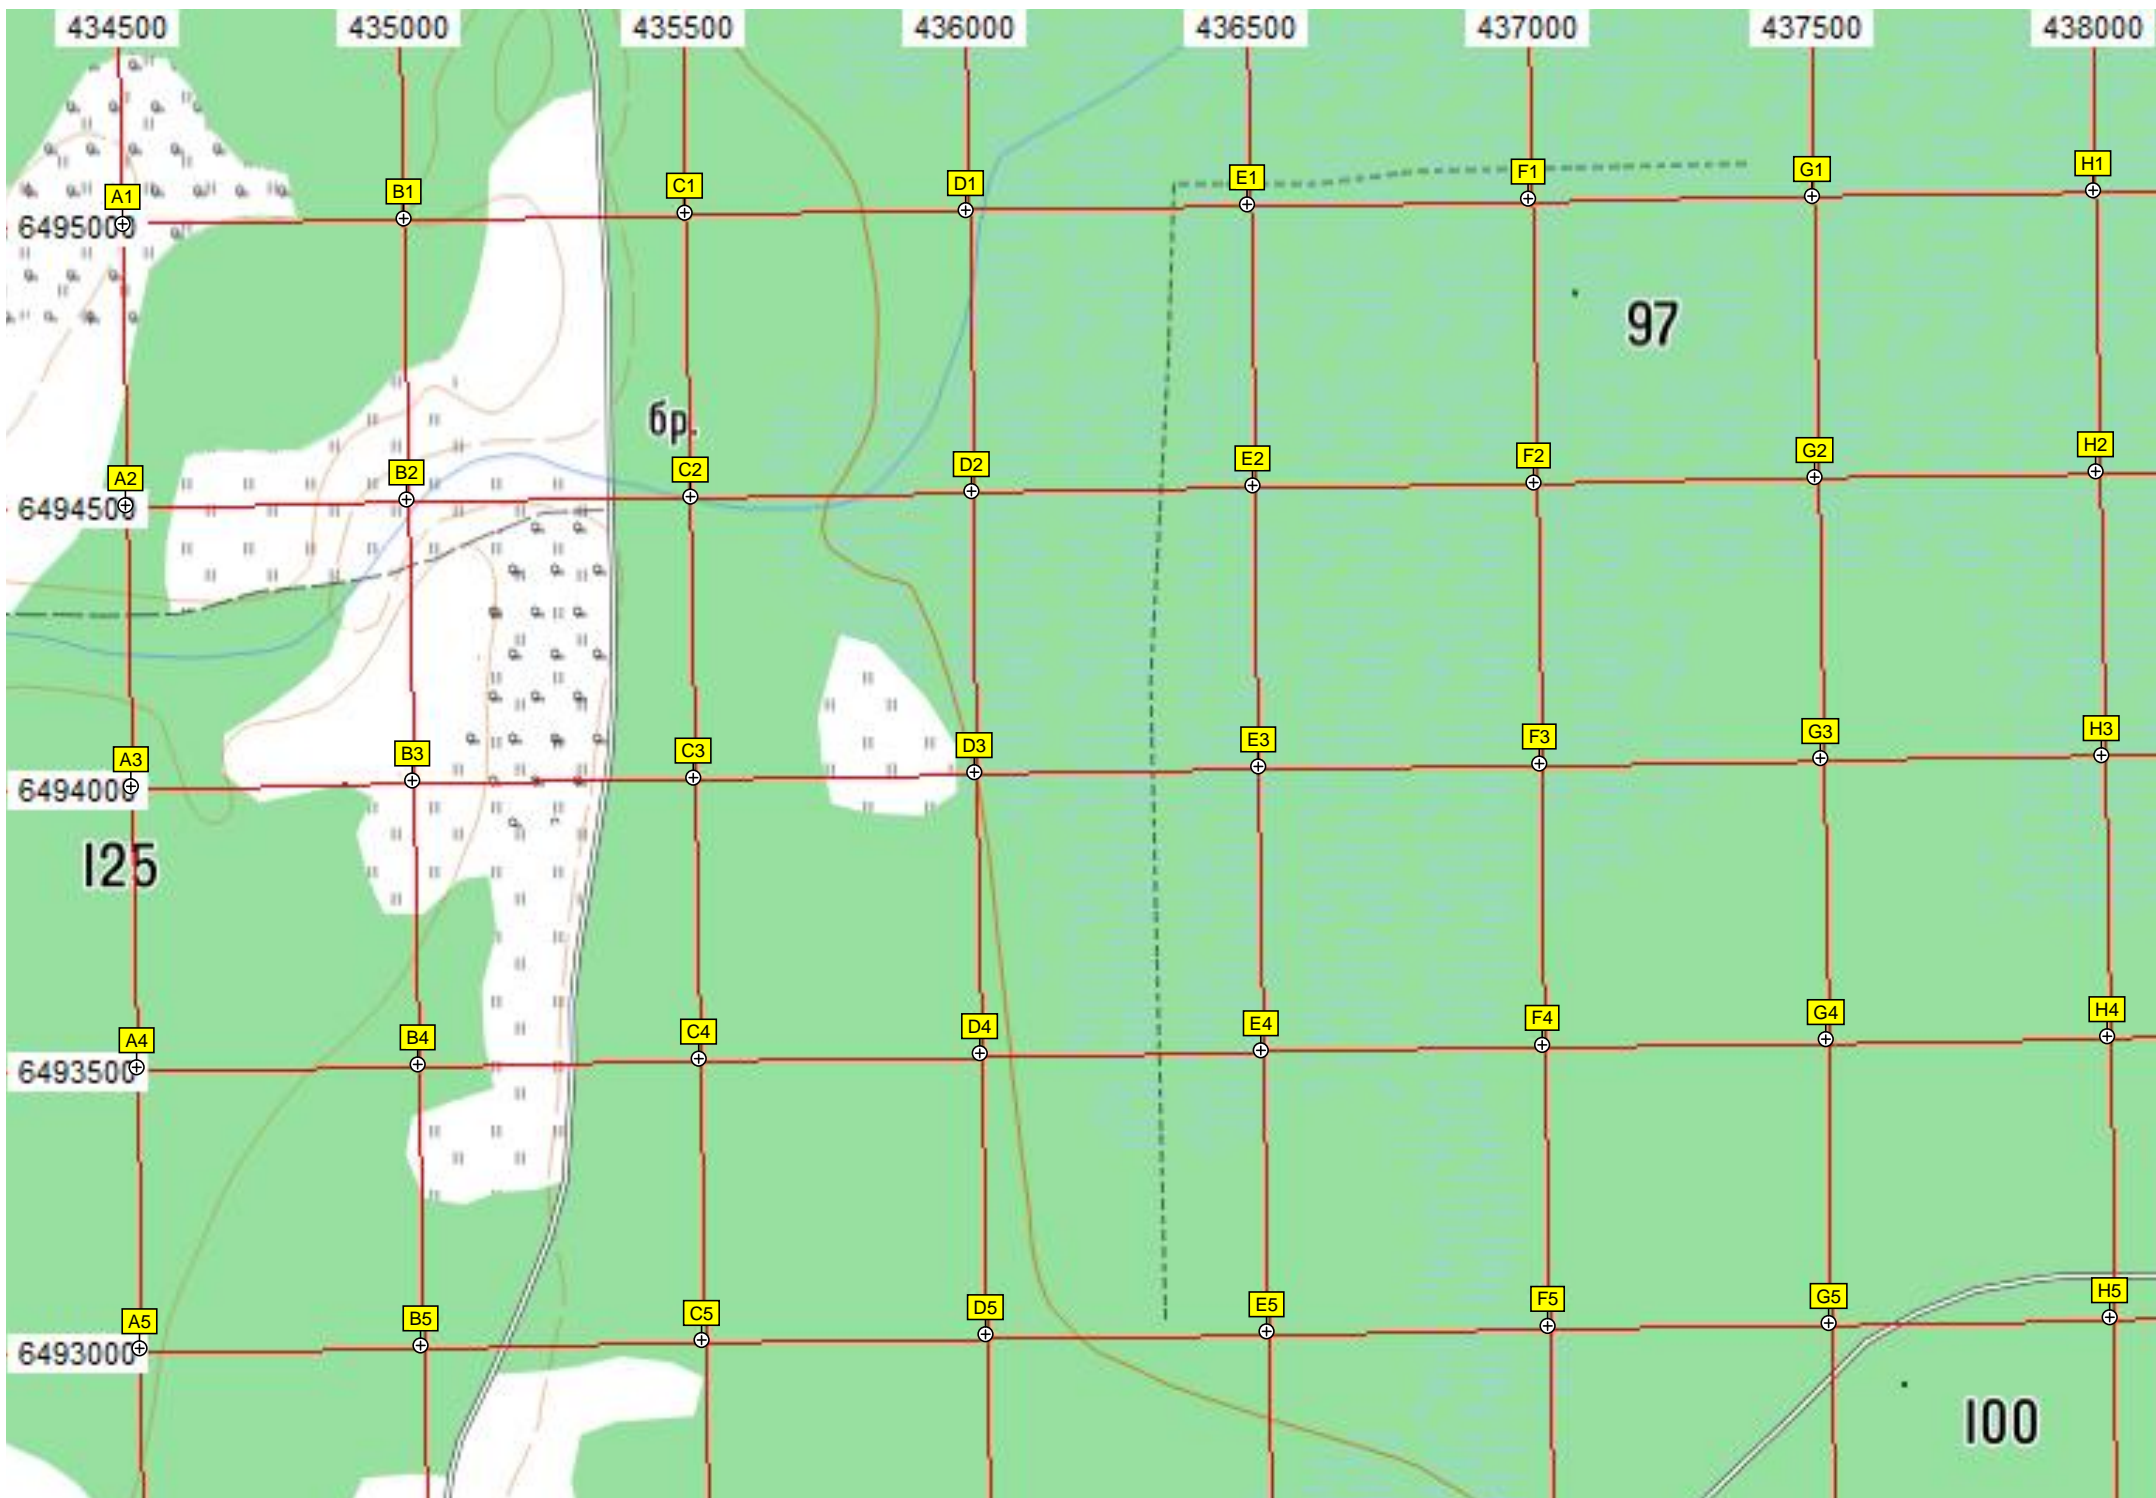 434500 435000 435500 436000 436500 437000 437500 438000
A1 B1 C1 D1 E1 F1 G1 H1
6495000
97
бр.
A2 B2 C2 D2 E2 F2 G2 H2
6494500
A3 B3 C3 D3 E3 F3 G3 H3
6494000
125
A4 B4 C4 D4 E4 F4 G4 H4
6493500
A5 B5 C5 D5 E5 F5 G5 H5
6493000
100